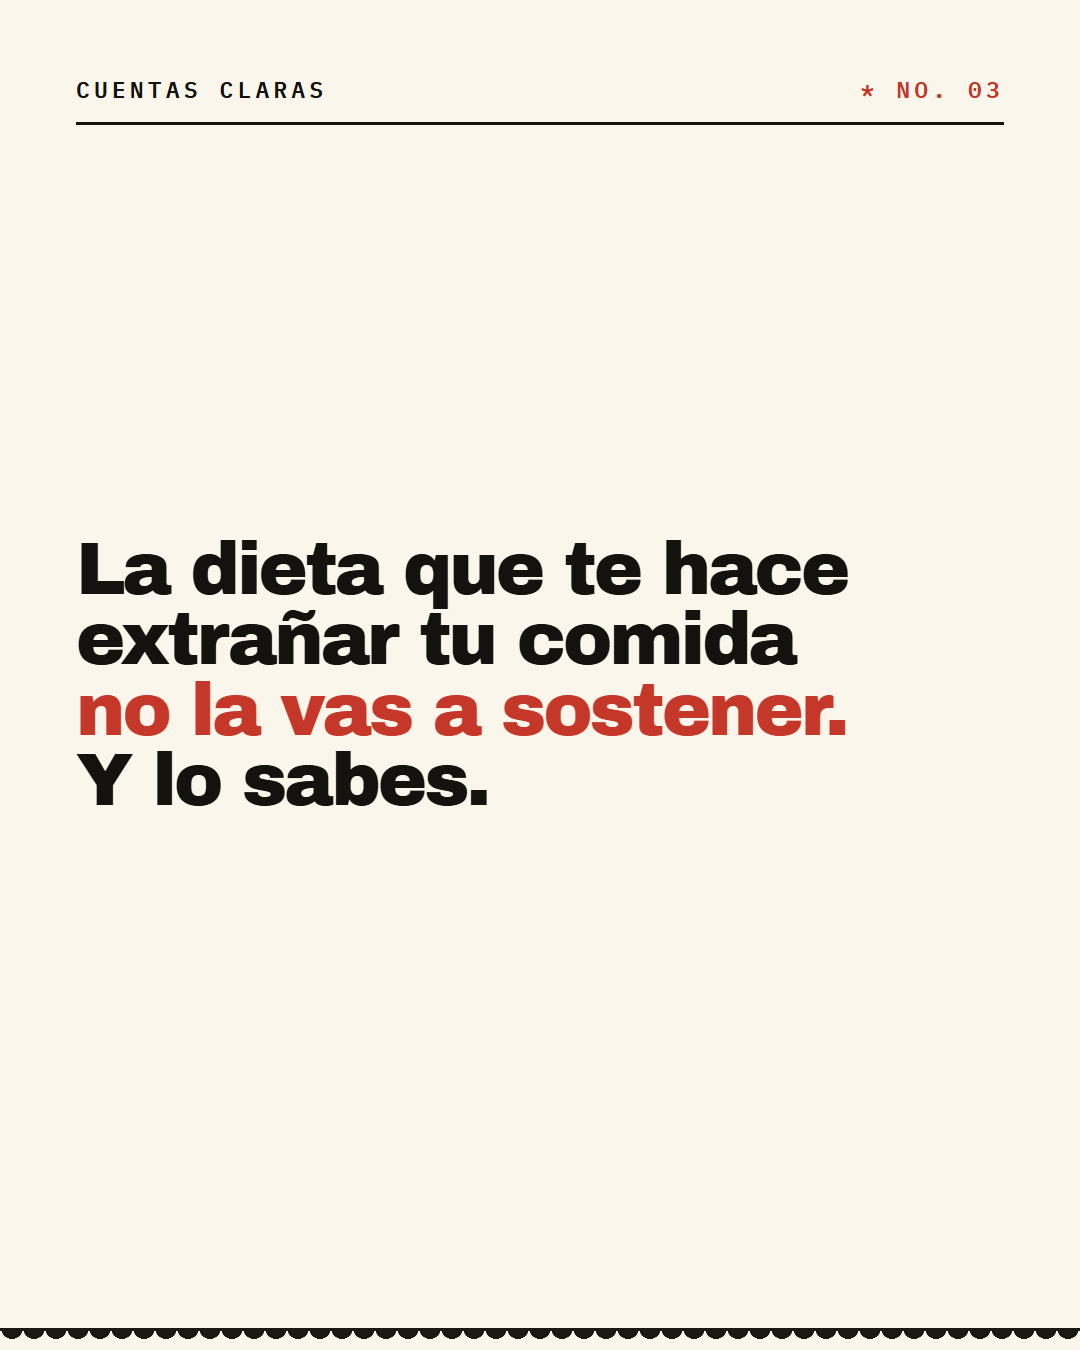 CUENTAS CLARAS
* NO. 03
La dieta que te hace
extrañar tu comida
no la vas a sostener.
Y lo sabes.